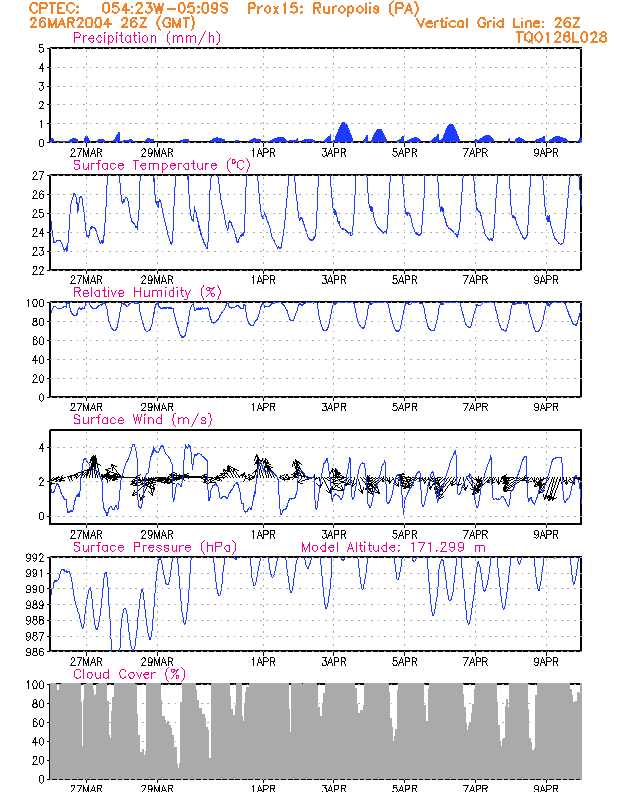 CPTEC: 054:23W-05:09S Prox15: Ruropolis (PA)
26MAR2004 26Z (GMT) Vertical Grid Line: 26Z
Precipitation (mm/h) TQ0126L028
5
4
3
2
1
0
27MAR 29MAR 1APR 3APR 5APR 7APR 9APR
Surface Temperature (ºC)
27
26
25
24
23
22
27MAR 29MAR 1APR 3APR 5APR 7APR 9APR
Relative Humidity (%)
100
80
60
40
20
0
27MAR 29MAR 1APR 3APR 5APR 7APR 9APR
Surface Wind (m/s)
4
2
0
27MAR 29MAR 1APR 3APR 5APR 7APR 9APR
Surface Pressure (hPa) Model Altitude: 171.299 m
992
991
990
989
988
987
986
27MAR 29MAR 1APR 3APR 5APR 7APR 9APR
Cloud Cover (%)
100
80
60
40
20
0
27MAR 29MAR 1APR 3APR 5APR 7APR 9APR